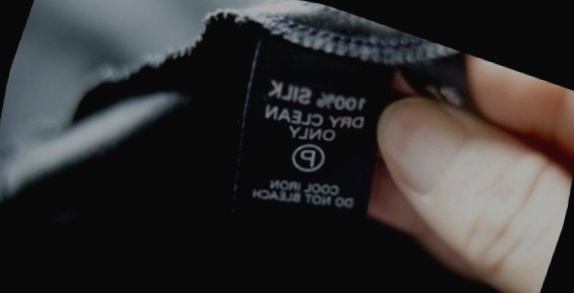 100% SILK
DRY CLEAN
ONLY
P
COOL IRON
DO NOT BLEACH